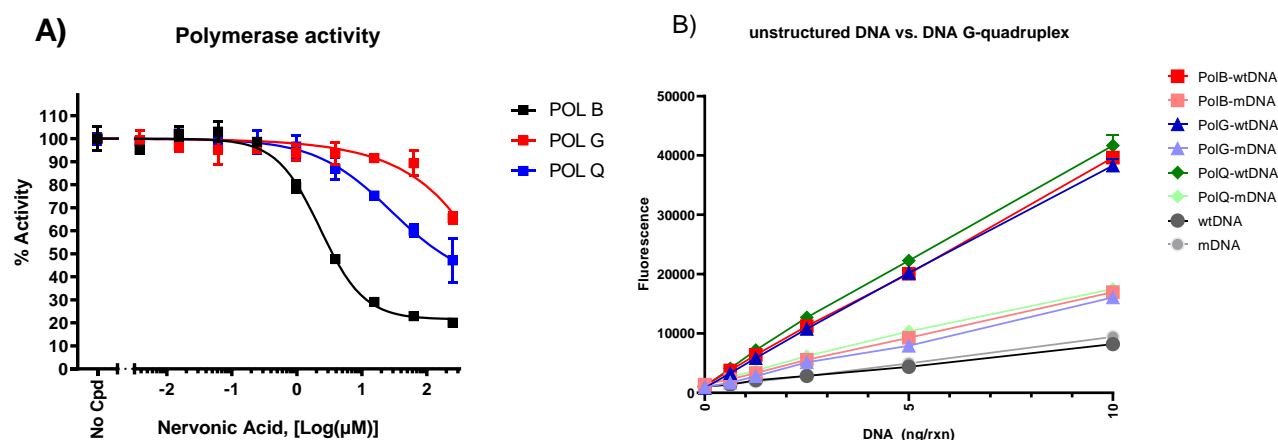 A)
Polymerase activity
110
100
90
80
70
60
50
40
30
20
10
0
% Activity
No Cpd
-2
-1
0
1
2
Nervonic Acid, [Log(µM)]
POL B
POL G
POL Q
B)
unstructured DNA vs. DNA G-quadruplex
50000
40000
30000
20000
10000
0
Fluorescence
0
5
10
DNA (ng/rxn)
PolB-wtDNA
PolB-mDNA
PolG-wtDNA
PolG-mDNA
PolQ-wtDNA
PolQ-mDNA
wtDNA
mDNA